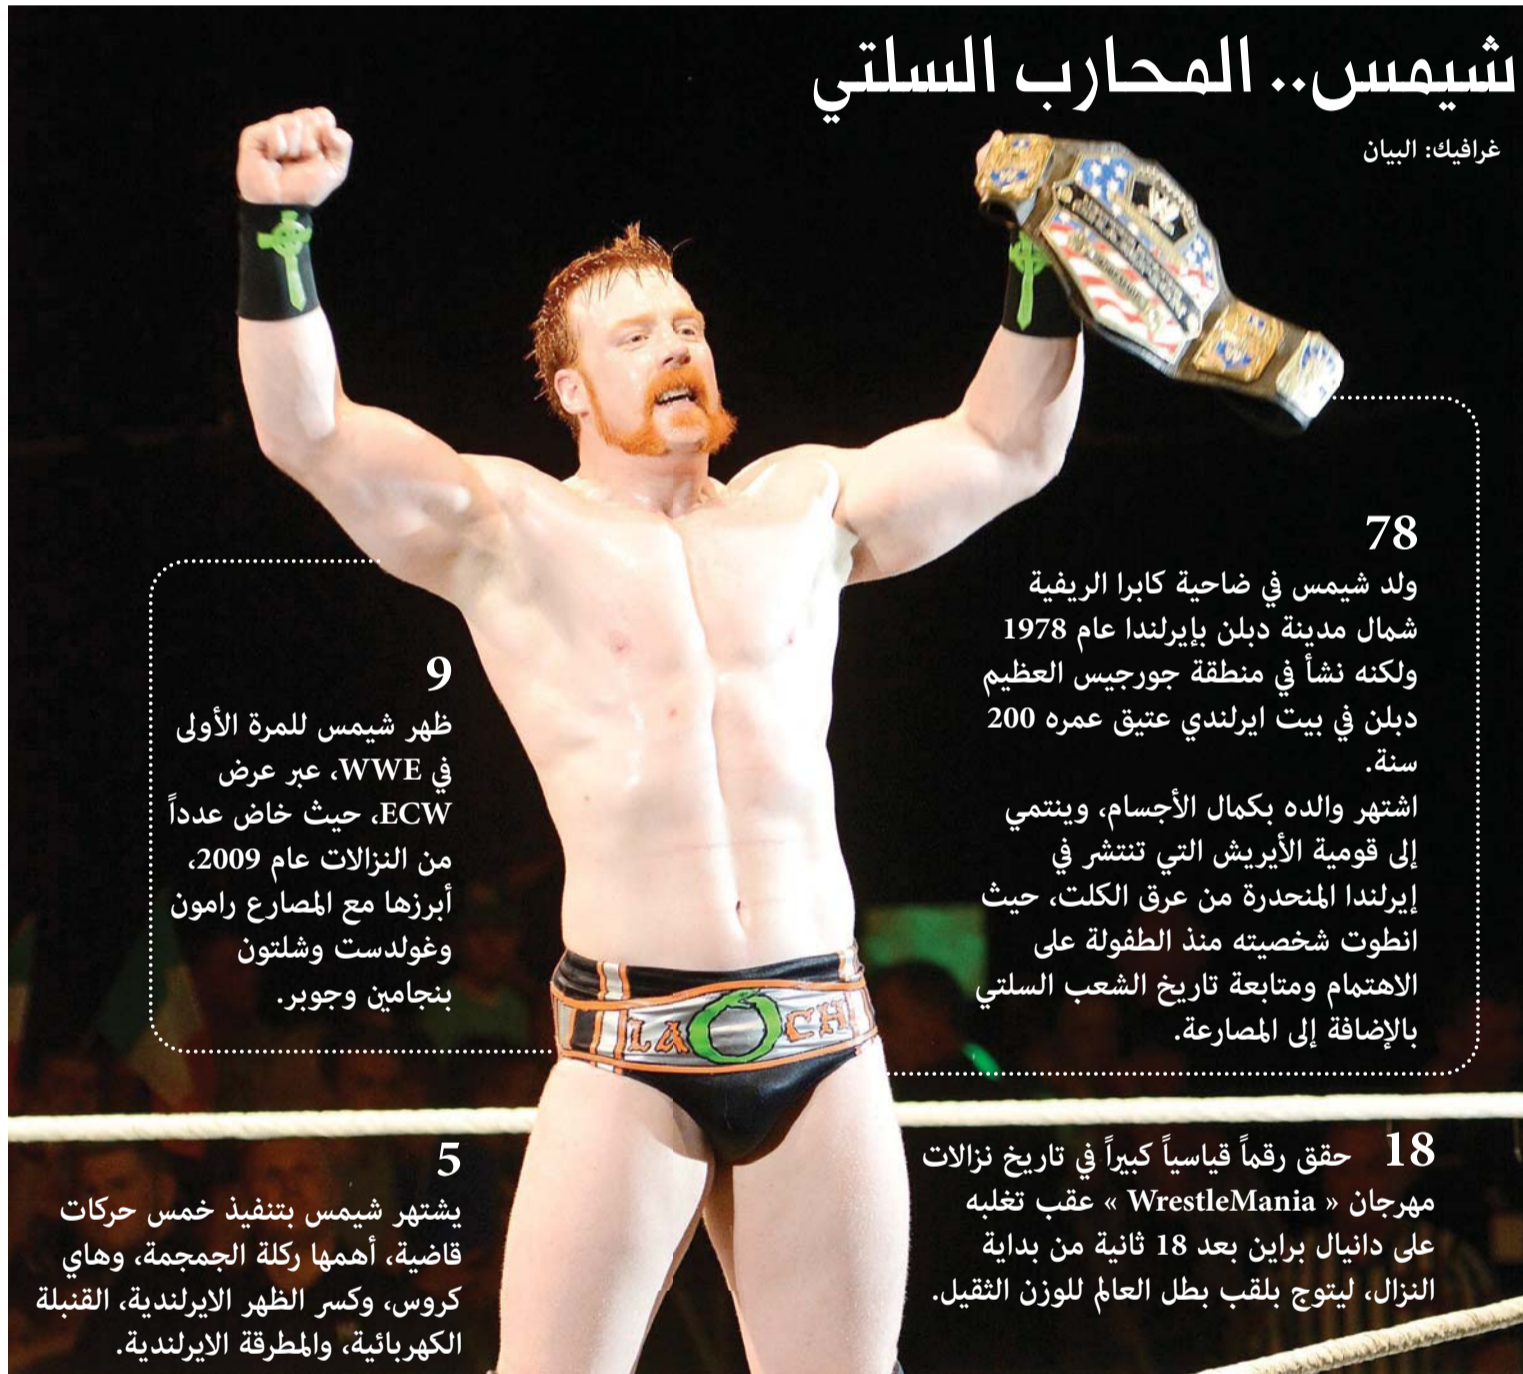 شيمس.. المحارب السلتي
غرافيك: البيان
78
ولد شيمس في ضاحية كابرا الريفية
شمال مدينة دبلن بإيرلندا عام 1978
ولكنه نشأ في منطقة جورجيس العظيم
دبلن في بيت ايرلندي عتيق عمره 200
سنة.
اشتهر والده بكمال الأجسام، وينتمي
إلى قومية الأيريش التي تنتشر في
إيرلندا المنحدرة من عرق الكلت، حيث
انطوت شخصيته منذ الطفولة على
الاهتمام ومتابعة تاريخ الشعب السلتي
بالإضافة إلى المصارعة.
9
ظهر شيمس للمرة الأولى
في WWE، عبر عرض
ECW، حيث خاض عدداً
من النزالات عام 2009،
أبرزها مع المصارع رامون
وغولدست وشلتون
بنجامين وجوبر.
LAOCH
18 حقق رقماً قياسياً كبيراً في تاريخ نزالات
مهرجان « WrestleMania » عقب تغلبه
على دانيال براين بعد 18 ثانية من بداية
النزال، ليتوج بلقب بطل العالم للوزن الثقيل.
5
يشتهر شيمس بتنفيذ خمس حركات
قاضية، أهمها ركلة الجمجمة، وهاي
كروس، وكسر الظهر الايرلندية، القنبلة
الكهربائية، والمطرقة الايرلندية.